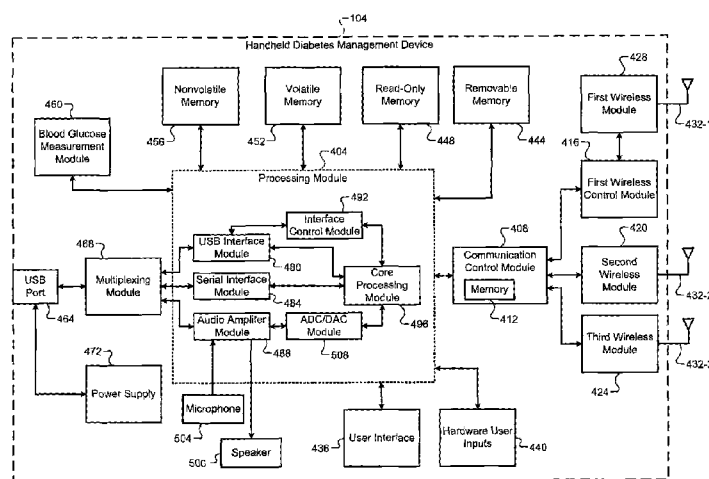 104
Handheld Diabetes Management Device
Nonvolatile
Memory
456
Volatile
Memory
452
Read-Only
Memory
448
Removable
Memory
444
428
First Wireless
Module
432-1
460
Blood Glucose
Measurement
Module
404
Processing Module
416
First Wireless
Control Module
492
Interface
Control Module
USB Interface
Module
480
468
Multiplexing
Module
USB
Port
464
Serial Interface
Module
484
Core
Processing
Module
496
408
Communication
Control Module
Memory
412
420
Second
Wireless
Module
432-2
Audio Amplifer
Module
488
ADC/DAC
Module
508
Third Wireless
Module
424
432-3
472
Power Supply
Microphone
504
Speaker
500
User Interface
436
Hardware User
Inputs
440